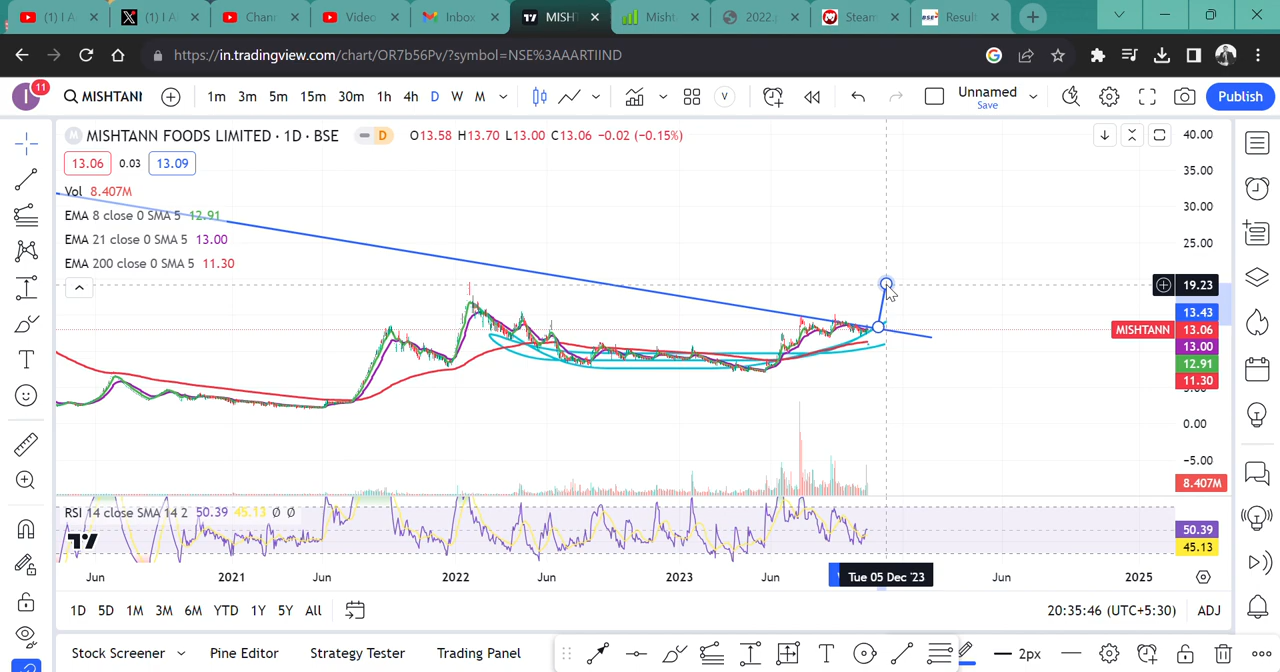 (1) I A
(1) I A
Chann
Video
Inbox
MISH
Misht
2022.
Steam
Result
https://in.tradingview.com/chart/OR7b56Pv/?symbol=NSE%3AAARTIIND
I 11 MISHTANI 1m 3m 5m 15m 30m 1h 4h D W M V Unnamed Save Publish
M MISHTANN FOODS LIMITED · 1D · BSE D O13.58 H13.70 L13.00 C13.06 −0.02 (−0.15%)
13.06 0.03 13.09
Vol 8.407M
EMA 8 close 0 SMA 5 12.91
EMA 21 close 0 SMA 5 13.00
EMA 200 close 0 SMA 5 11.30
40.00
35.00
30.00
25.00
19.23
13.43
MISHTANN 13.06
13.00
12.91
11.30
0.00
−5.00
8.407M
RSI 14 close SMA 14 2 50.39 45.13 Ø Ø
50.39
45.13
Jun 2021 Jun 2022 Jun 2023 Jun Tue 05 Dec '23 Jun 2025
1D 5D 1M 3M 6M YTD 1Y 5Y All 20:35:46 (UTC+5:30) ADJ
Stock Screener Pine Editor Strategy Tester Trading Panel T 2px